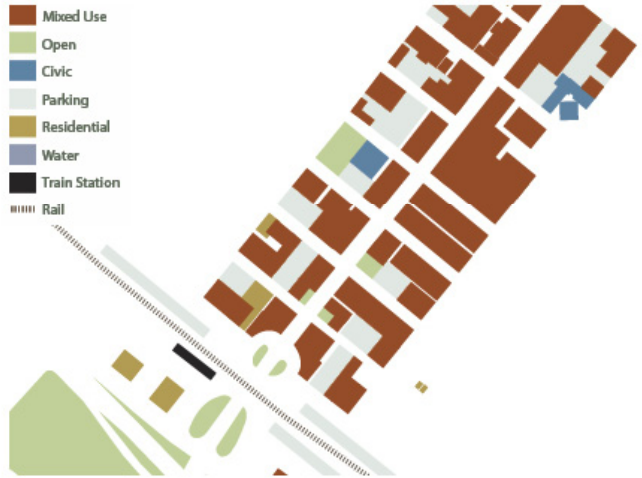 Mixed Use
Open
Civic
Parking
Residential
Water
Train Station
Rail